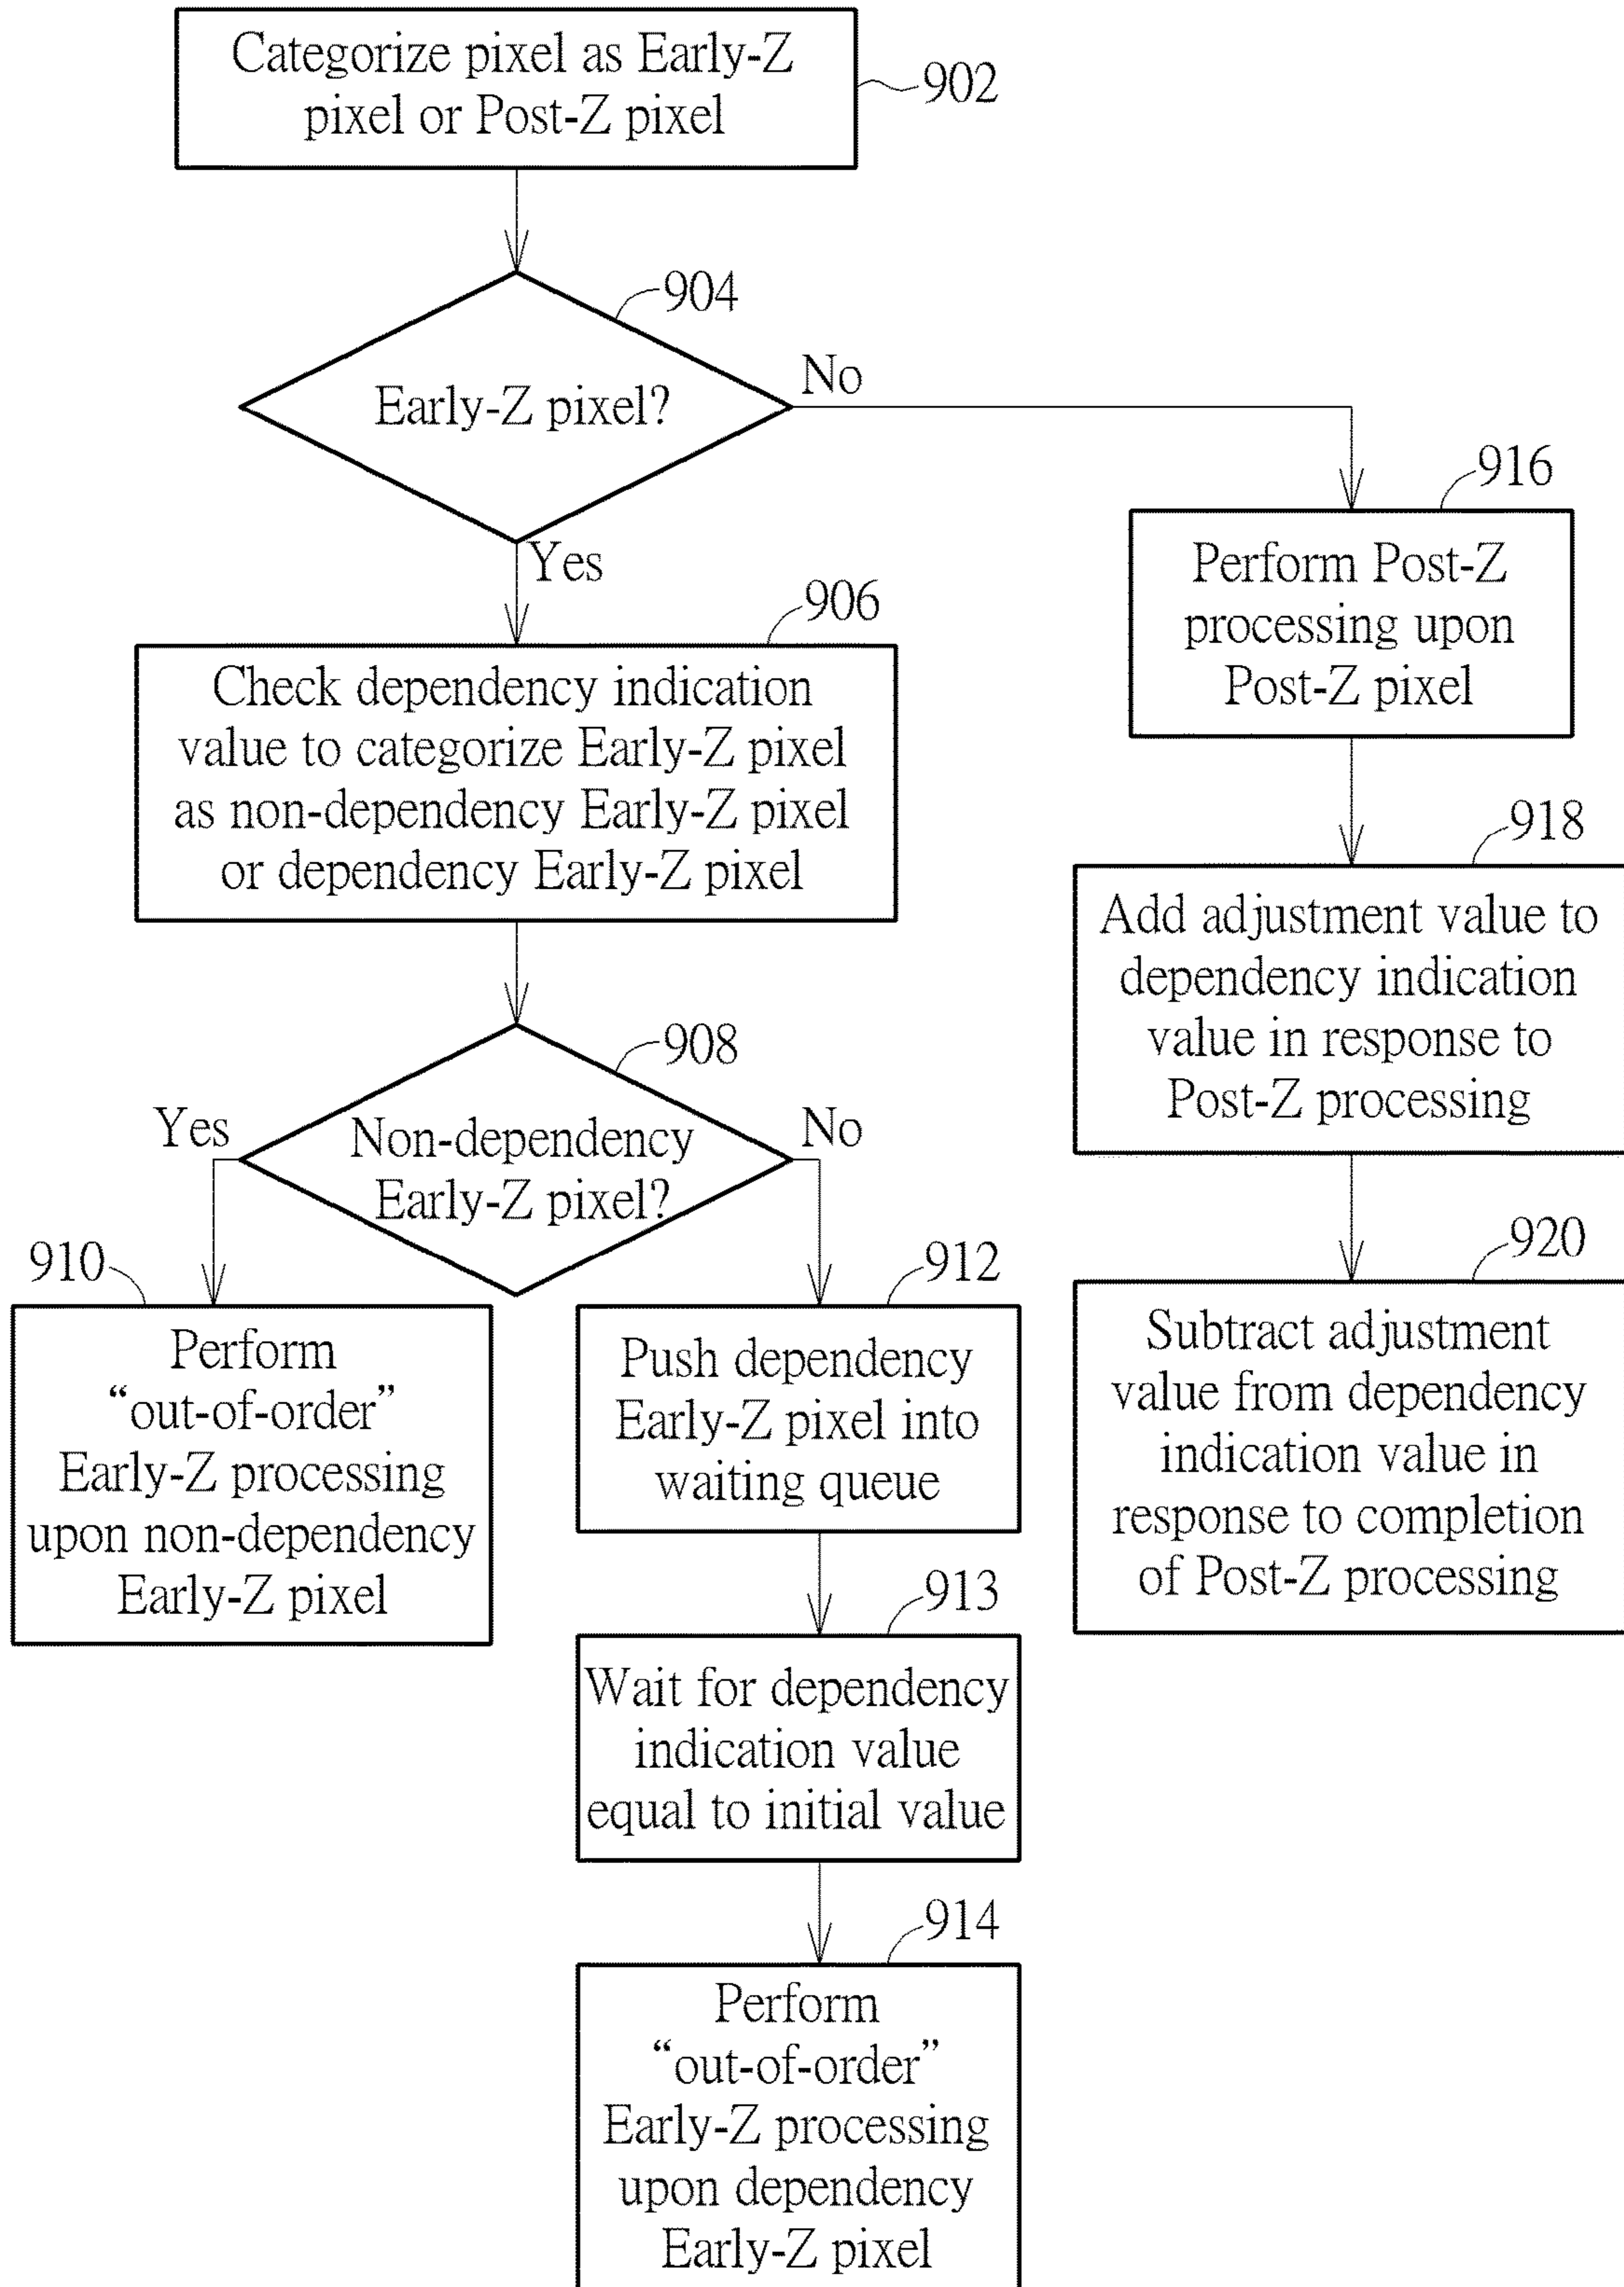 Categorize pixel as Early-Z
pixel or Post-Z pixel
902
904
Early-Z pixel?
No
Yes
916
Perform Post-Z
processing upon
Post-Z pixel
906
Check dependency indication
value to categorize Early-Z pixel
as non-dependency Early-Z pixel
or dependency Early-Z pixel
918
Add adjustment value to
dependency indication
value in response to
Post-Z processing
908
Non-dependency
Early-Z pixel?
Yes
No
910
Perform
“out-of-order”
Early-Z processing
upon non-dependency
Early-Z pixel
912
Push dependency
Early-Z pixel into
waiting queue
920
Subtract adjustment
value from dependency
indication value in
response to completion
of Post-Z processing
913
Wait for dependency
indication value
equal to initial value
914
Perform
“out-of-order”
Early-Z processing
upon dependency
Early-Z pixel